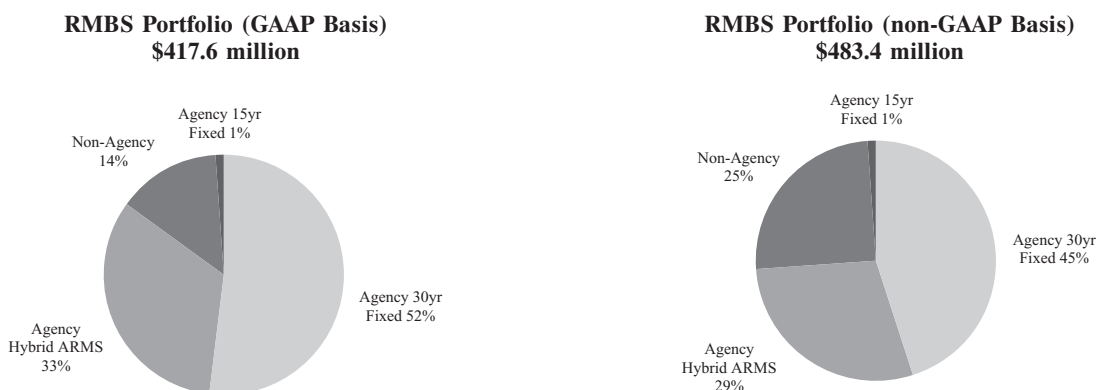 RMBS Portfolio (GAAP Basis)
$417.6 million
Agency 15yr
Fixed 1%
Non-Agency
14%
Agency 30yr
Fixed 52%
Agency
Hybrid ARMS
33%
RMBS Portfolio (non-GAAP Basis)
$483.4 million
Agency 15yr
Fixed 1%
Non-Agency
25%
Agency 30yr
Fixed 45%
Agency
Hybrid ARMS
29%